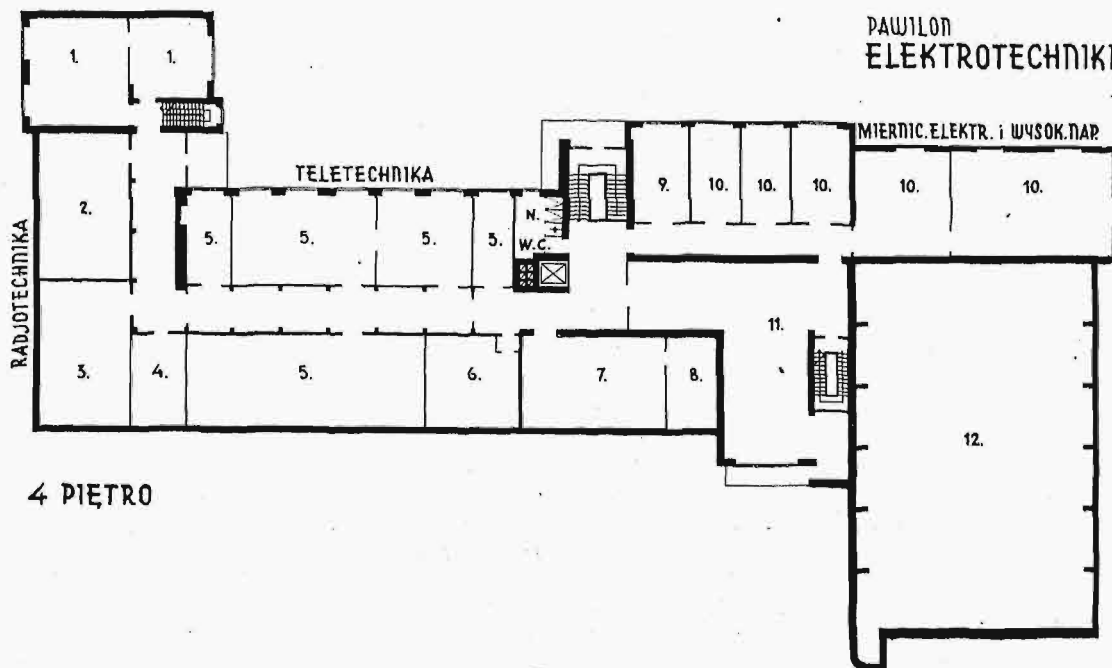 PAWILON
ELEKTROTECHNIKI
1. 1.
MIERNIC. ELEKTR. i WYSOK. NAP.
TELETECHNIKA
RADJOTECHNIKA
2.
5. 5. 5. 5.
N.
W.C.
9. 10. 10. 10. 10. 10.
3. 4. 5. 6. 7. 8.
11.
12.
4 PIĘTRO